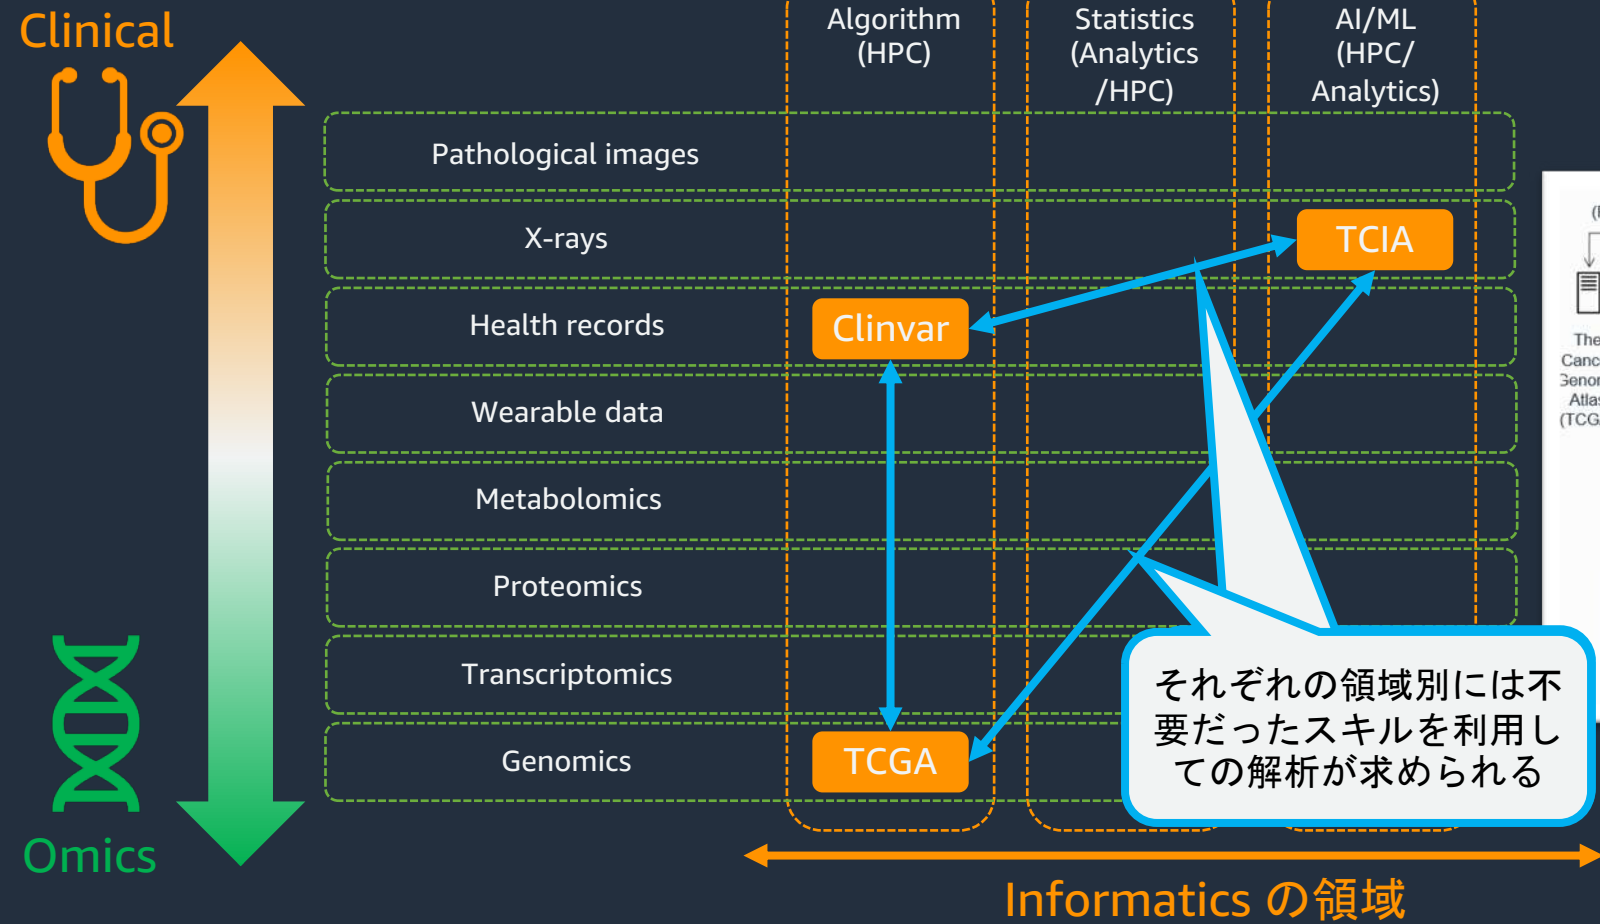 Clinical
Algorithm
(HPC)
Statistics
(Analytics
/HPC)
AI/ML
(HPC/
Analytics)
Pathological images
X-rays
TCIA
Health records
Clinvar
Wearable data
Metabolomics
Proteomics
Transcriptomics
Genomics
TCGA
Omics
それぞれの領域別には不
要だったスキルを利用し
ての解析が求められる
Informatics の領域
The
Atlas